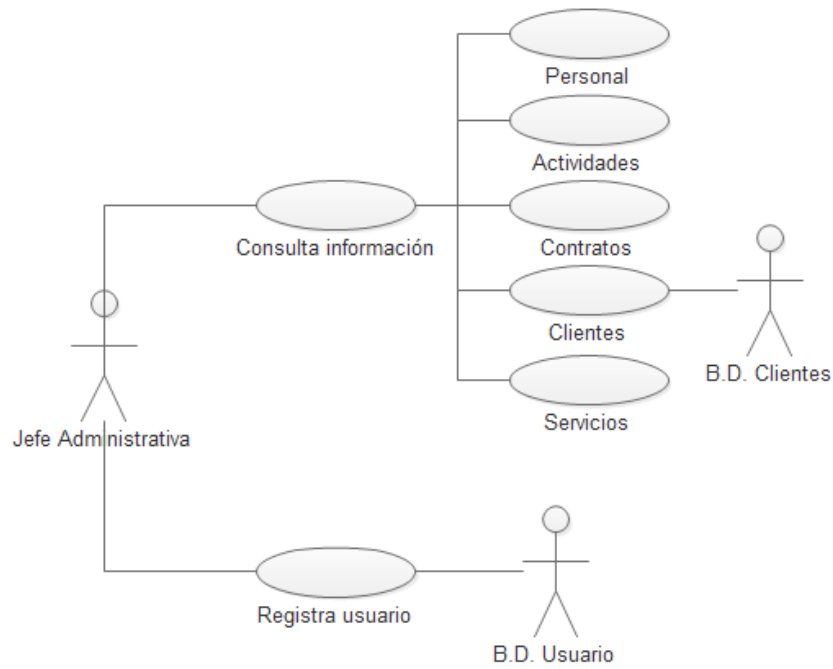 Personal
Actividades
Consulta información
Contratos
Clientes
B.D. Clientes
Servicios
Jefe Administrativa
Registra usuario
B.D. Usuario